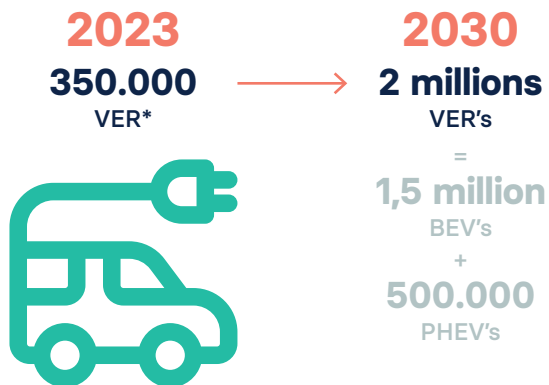 2023
350.000
VER*
2030
2 millions
VER's
=
1,5 million
BEV's
+
500.000
PHEV's